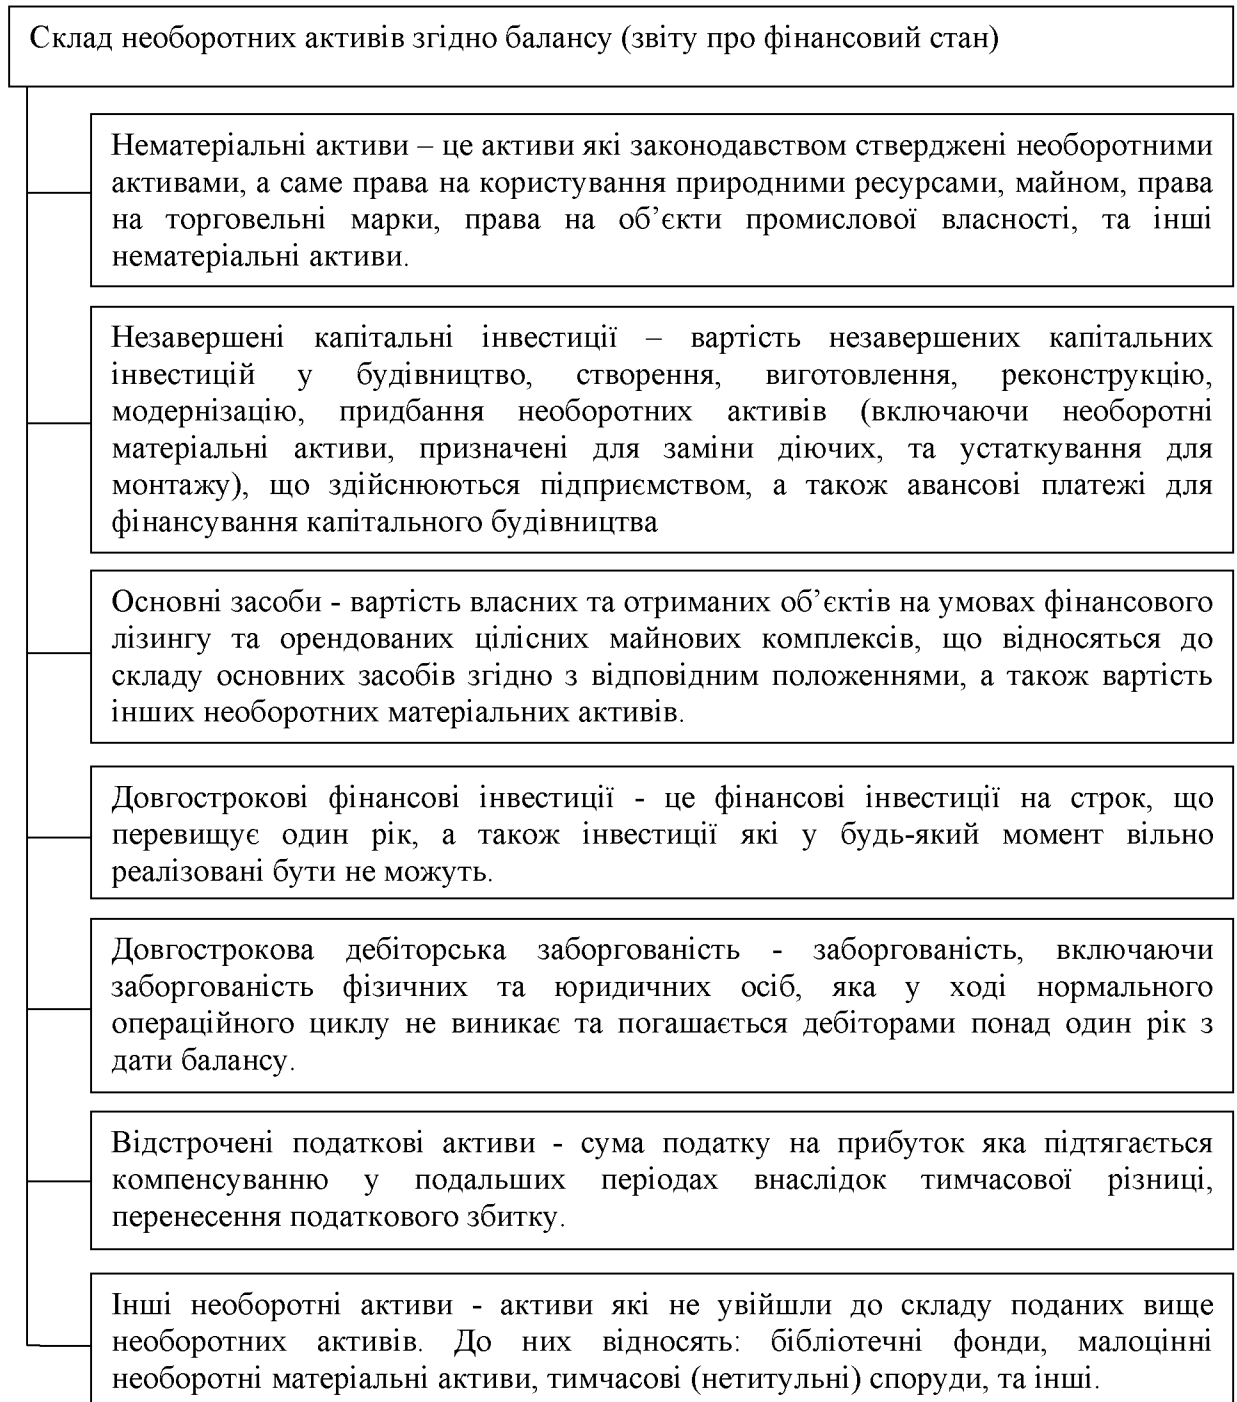 Склад необоротних активів згідно балансу (звіту про фінансовий стан)
Нематеріальні активи – це активи які законодавством стверджені необоротними
активами, а саме права на користування природними ресурсами, майном, права
на торговельні марки, права на об’єкти промислової власності, та інші
нематеріальні активи.
Незавершені капітальні інвестиції – вартість незавершених капітальних
інвестицій у будівництво, створення, виготовлення, реконструкцію,
модернізацію, придбання необоротних активів (включаючи необоротні
матеріальні активи, призначені для заміни діючих, та устаткування для
монтажу), що здійснюються підприємством, а також авансові платежі для
фінансування капітального будівництва
Основні засоби - вартість власних та отриманих об’єктів на умовах фінансового
лізингу та орендованих цілісних майнових комплексів, що відносяться до
складу основних засобів згідно з відповідним положеннями, а також вартість
інших необоротних матеріальних активів.
Довгострокові фінансові інвестиції - це фінансові інвестиції на строк, що
перевищує один рік, а також інвестиції які у будь-який момент вільно
реалізовані бути не можуть.
Довгострокова дебіторська заборгованість - заборгованість, включаючи
заборгованість фізичних та юридичних осіб, яка у ході нормального
операційного циклу не виникає та погашається дебіторами понад один рік з
дати балансу.
Відстрочені податкові активи - сума податку на прибуток яка підтягається
компенсуванню у подальших періодах внаслідок тимчасової різниці,
перенесення податкового збитку.
Інші необоротні активи - активи які не увійшли до складу поданих вище
необоротних активів. До них відносять: бібліотечні фонди, малоцінні
необоротні матеріальні активи, тимчасові (нетитульні) споруди, та інші.